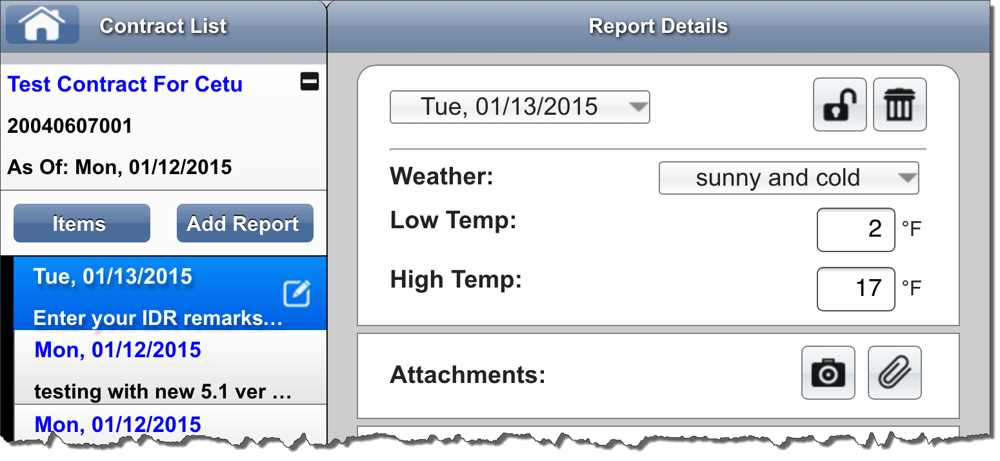 Contract List
Test Contract For Cetu
20040607001
As Of: Mon, 01/12/2015
Items
Add Report
Tue, 01/13/2015
Enter your IDR remarks...
Mon, 01/12/2015
testing with new 5.1 ver ...
Mon, 01/12/2015
Report Details
Tue, 01/13/2015
Weather:
sunny and cold
Low Temp:
2 °F
High Temp:
17 °F
Attachments: